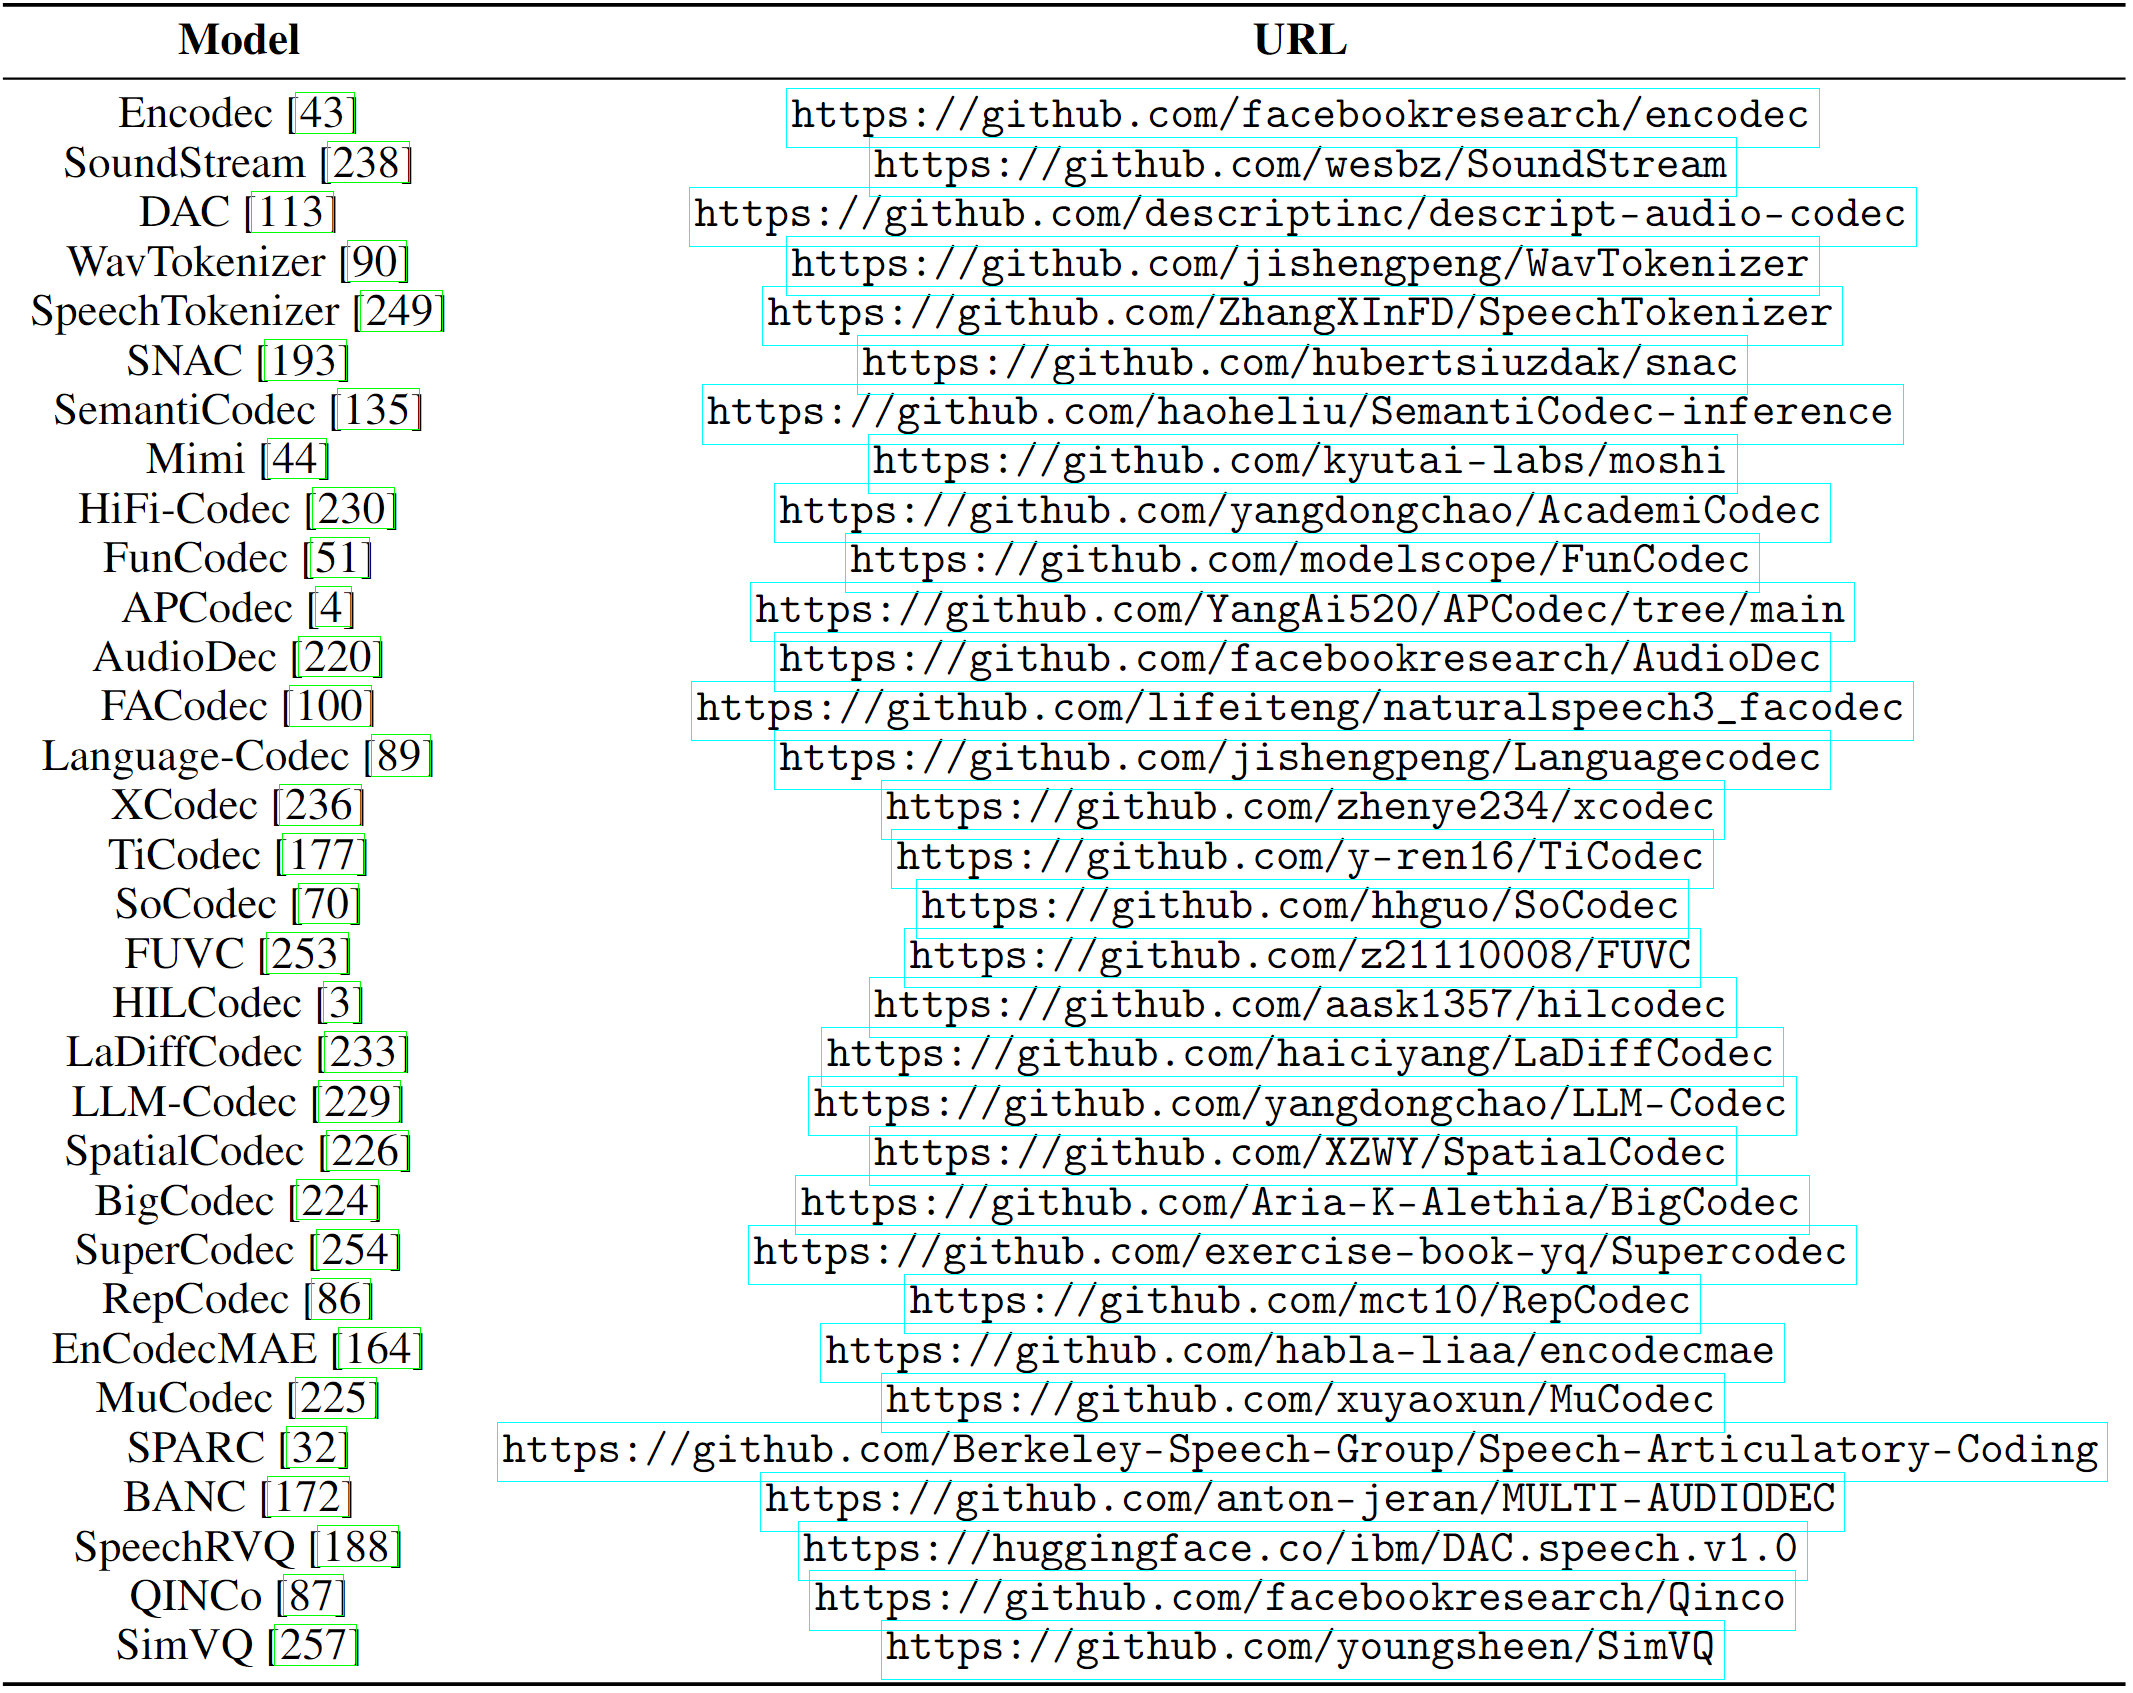 Model URL
Encodec [43] https://github.com/facebookresearch/encodec
SoundStream [238] https://github.com/wesbz/SoundStream
DAC [113] https://github.com/descriptinc/descript-audio-codec
WavTokenizer [90] https://github.com/jishengpeng/WavTokenizer
SpeechTokenizer [249] https://github.com/ZhangXInFD/SpeechTokenizer
SNAC [193] https://github.com/hubertsiuzdak/snac
SemantiCodec [135] https://github.com/haoheliu/SemantiCodec-inference
Mimi [44] https://github.com/kyutai-labs/moshi
HiFi-Codec [230] https://github.com/yangdongchao/AcademiCodec
FunCodec [51] https://github.com/modelscope/FunCodec
APCodec [4] https://github.com/YangAi520/APCodec/tree/main
AudioDec [220] https://github.com/facebookresearch/AudioDec
FACodec [100] https://github.com/lifeiteng/naturalspeech3_facodec
Language-Codec [89] https://github.com/jishengpeng/Languagecodec
XCodec [236] https://github.com/zhenye234/xcodec
TiCodec [177] https://github.com/y-ren16/TiCodec
SoCodec [70] https://github.com/hhguo/SoCodec
FUVC [253] https://github.com/z21110008/FUVC
HILCodec [3] https://github.com/aask1357/hilcodec
LaDiffCodec [233] https://github.com/haiciyang/LaDiffCodec
LLM-Codec [229] https://github.com/yangdongchao/LLM-Codec
SpatialCodec [226] https://github.com/XZWY/SpatialCodec
BigCodec [224] https://github.com/Aria-K-Alethia/BigCodec
SuperCodec [254] https://github.com/exercise-book-yq/Supercodec
RepCodec [86] https://github.com/mct10/RepCodec
EnCodecMAE [164] https://github.com/habla-liaa/encodecmae
MuCodec [225] https://github.com/xuyaoxun/MuCodec
SPARC [32] https://github.com/Berkeley-Speech-Group/Speech-Articulatory-Coding
BANC [172] https://github.com/anton-jeran/MULTI-AUDIODEC
SpeechRVQ [188] https://huggingface.co/ibm/DAC.speech.v1.0
QINCo [87] https://github.com/facebookresearch/Qinco
SimVQ [257] https://github.com/youngsheen/SimVQ